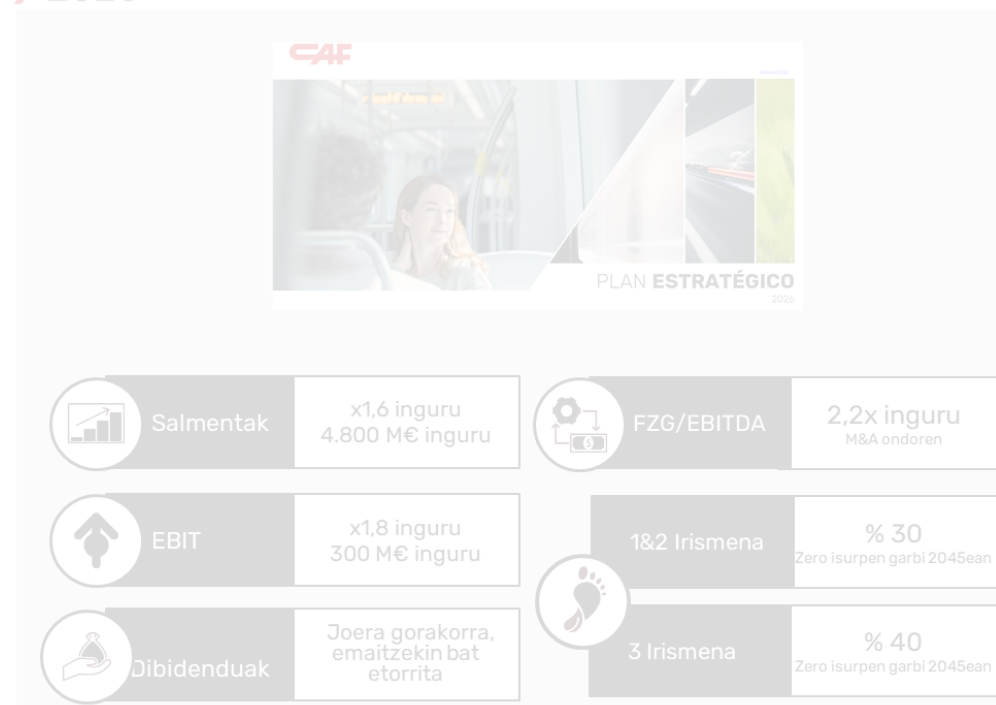 2026
CAF
PLAN ESTRATÉGICO
2026
Salmentak
x1,6 inguru
4.800 M€ inguru
FZG/EBITDA
2,2x inguru
M&A ondoren
EBIT
x1,8 inguru
300 M€ inguru
1&2 Irismena
% 30
Zero isurpen garbi 2045ean
Dibidenduak
Joera gorakorra,
emaitzekin bat
etorrita
3 Irismena
% 40
Zero isurpen garbi 2045ean